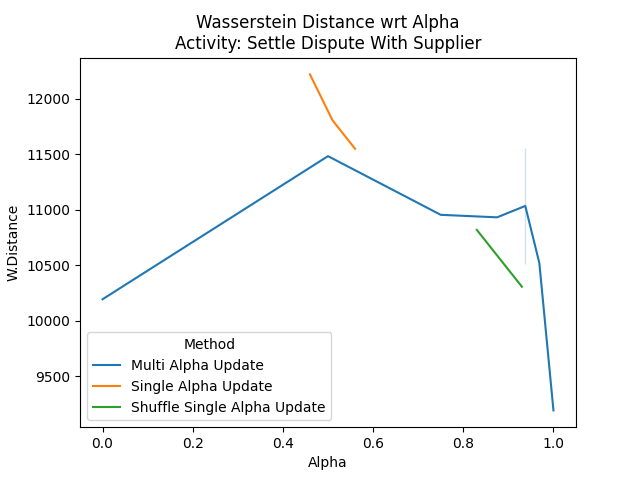 Wasserstein Distance wrt Alpha
Activity: Settle Dispute With Supplier
W.Distance
12000
11500
11000
10500
10000
9500
Method
Multi Alpha Update
Single Alpha Update
Shuffle Single Alpha Update
0.0
0.2
0.4
0.6
0.8
1.0
Alpha